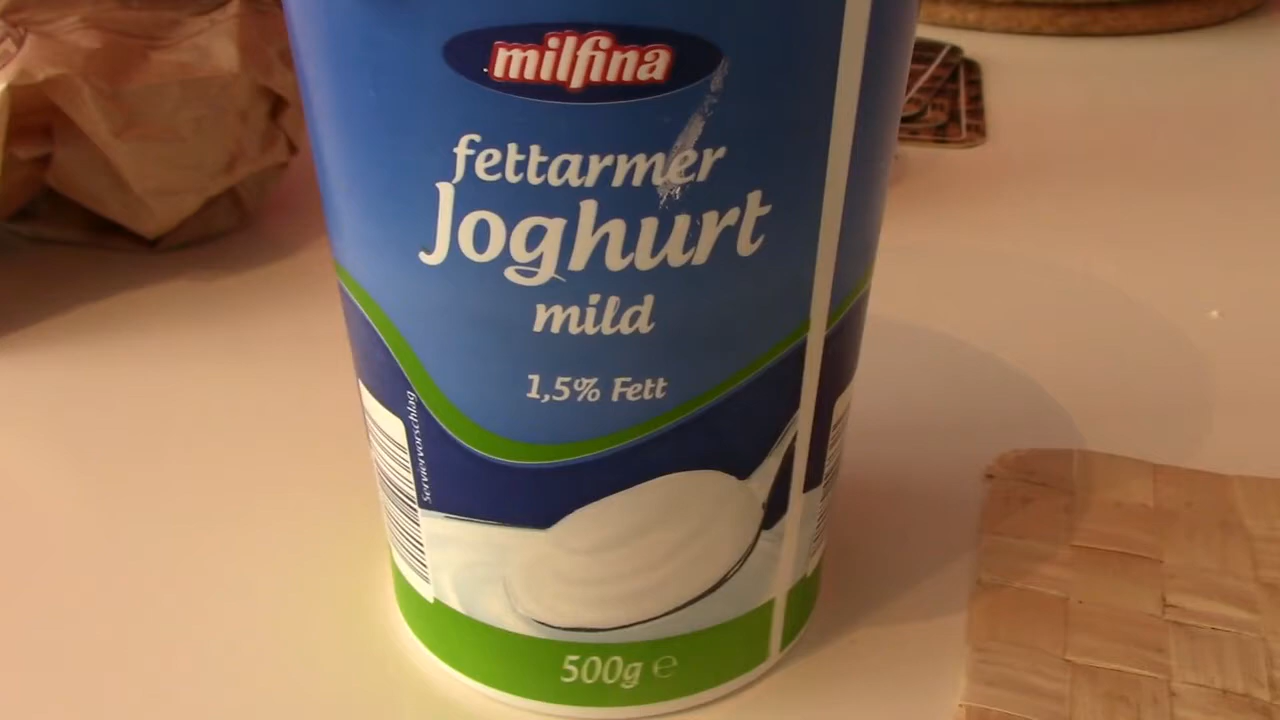 milfina
fettarmer
Joghurt
mild
1,5% Fett
Serviervorschlag
500g ℮